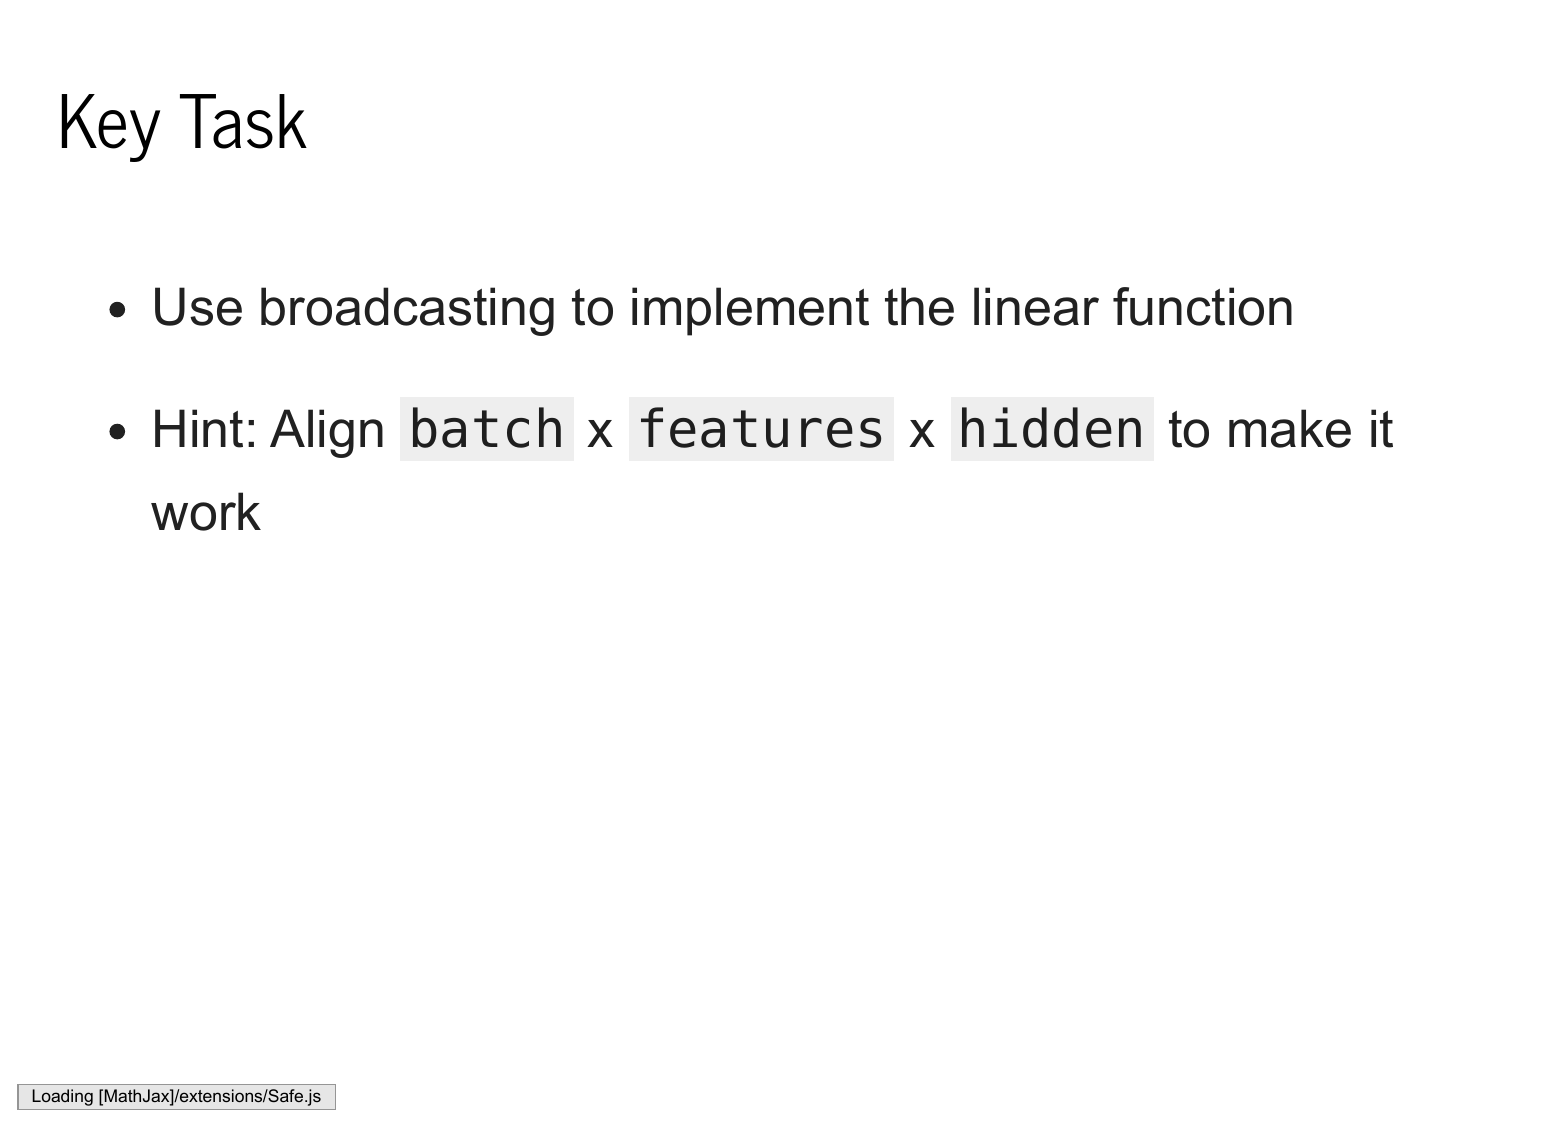 Key Task
• Use broadcasting to implement the linear function
• Hint: Align batch x features x hidden to make it
work
Loading [MathJax]/extensions/Safe.js